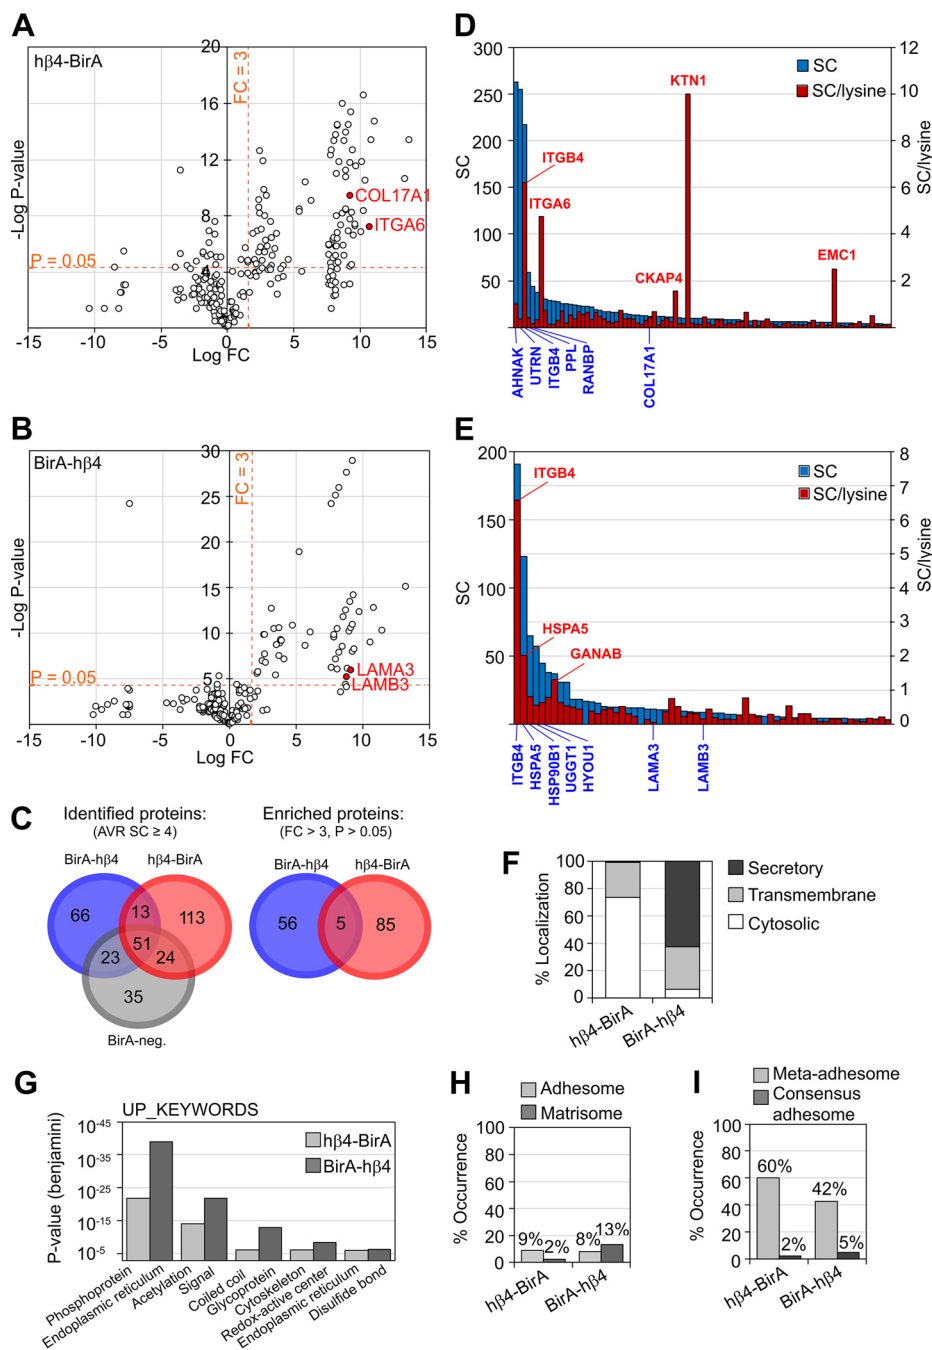 A
hβ4-BirA
FC = 3
20
16
12
8
4
-Log P-value
COL17A1
ITGA6
P = 0.05
-15
-10
-5
0
5
10
15
Log FC
B
BirA-hβ4
FC = 3
30
25
20
15
10
5
0
-Log P-value
LAMA3
LAMB3
P = 0.05
-15
-10
-5
0
5
10
15
Log FC
C
Identified proteins:
(AVR SC ≥ 4)
BirA-hβ4
hβ4-BirA
66
13
113
51
23
24
35
BirA-neg.
Enriched proteins:
(FC > 3, P > 0.05)
BirA-hβ4
hβ4-BirA
56
5
85
D
300
250
200
150
100
50
SC
12
10
8
6
4
2
SC/lysine
SC
SC/lysine
KTN1
ITGB4
ITGA6
CKAP4
EMC1
AHNAK
UTRN
ITGB4
PPL
RANBP
COL17A1
E
200
150
100
50
SC
8
7
6
5
4
3
2
1
0
SC/lysine
SC
SC/lysine
ITGB4
HSPA5
GANAB
ITGB4
HSPA5
HSP90B1
UGGT1
HYOU1
LAMA3
LAMB3
F
100
80
60
40
20
0
% Localization
Secretory
Transmembrane
Cytosolic
hβ4-BirA
BirA-hβ4
G
UP_KEYWORDS
10-45
10-35
10-25
10-15
10-5
P-value (benjamini)
hβ4-BirA
BirA-hβ4
Phosphoprotein
Endoplasmic reticulum
Acetylation
Signal
Coiled coil
Glycoprotein
Cytoskeleton
Redox-active center
Endoplasmic reticulum
Disulfide bond
H
Adhesome
Matrisome
100
80
60
40
20
0
% Occurrence
9%
2%
8%
13%
hβ4-BirA
BirA-hβ4
I
Meta-adhesome
Consensus
adhesome
100
80
60
40
20
0
% Occurrence
60%
2%
42%
5%
hβ4-BirA
BirA-hβ4